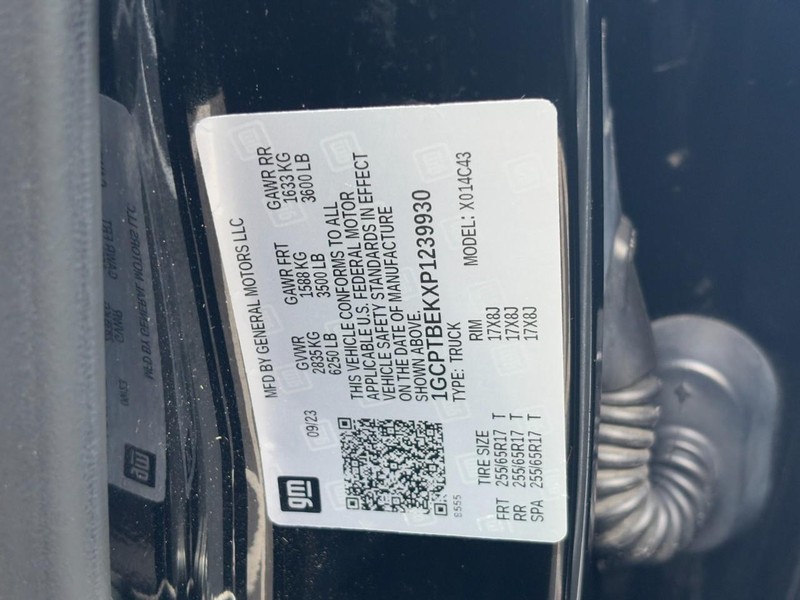 gm
MFD BY GENERAL MOTORS LLC
09/23
GVWR GAWR FRT GAWR RR
2835 KG 1588 KG 1633 KG
6250 LB 3500 LB 3600 LB
THIS VEHICLE CONFORMS TO ALL
APPLICABLE U.S. FEDERAL MOTOR
VEHICLE SAFETY STANDARDS IN EFFECT
ON THE DATE OF MANUFACTURE
SHOWN ABOVE.
1GCPTBEKXP1239930
TYPE: TRUCK MODEL: X014C43
6555
TIRE SIZE RIM
FRT 255/65R17 T 17X8J
RR 255/65R17 T 17X8J
SPA 255/65R17 T 17X8J